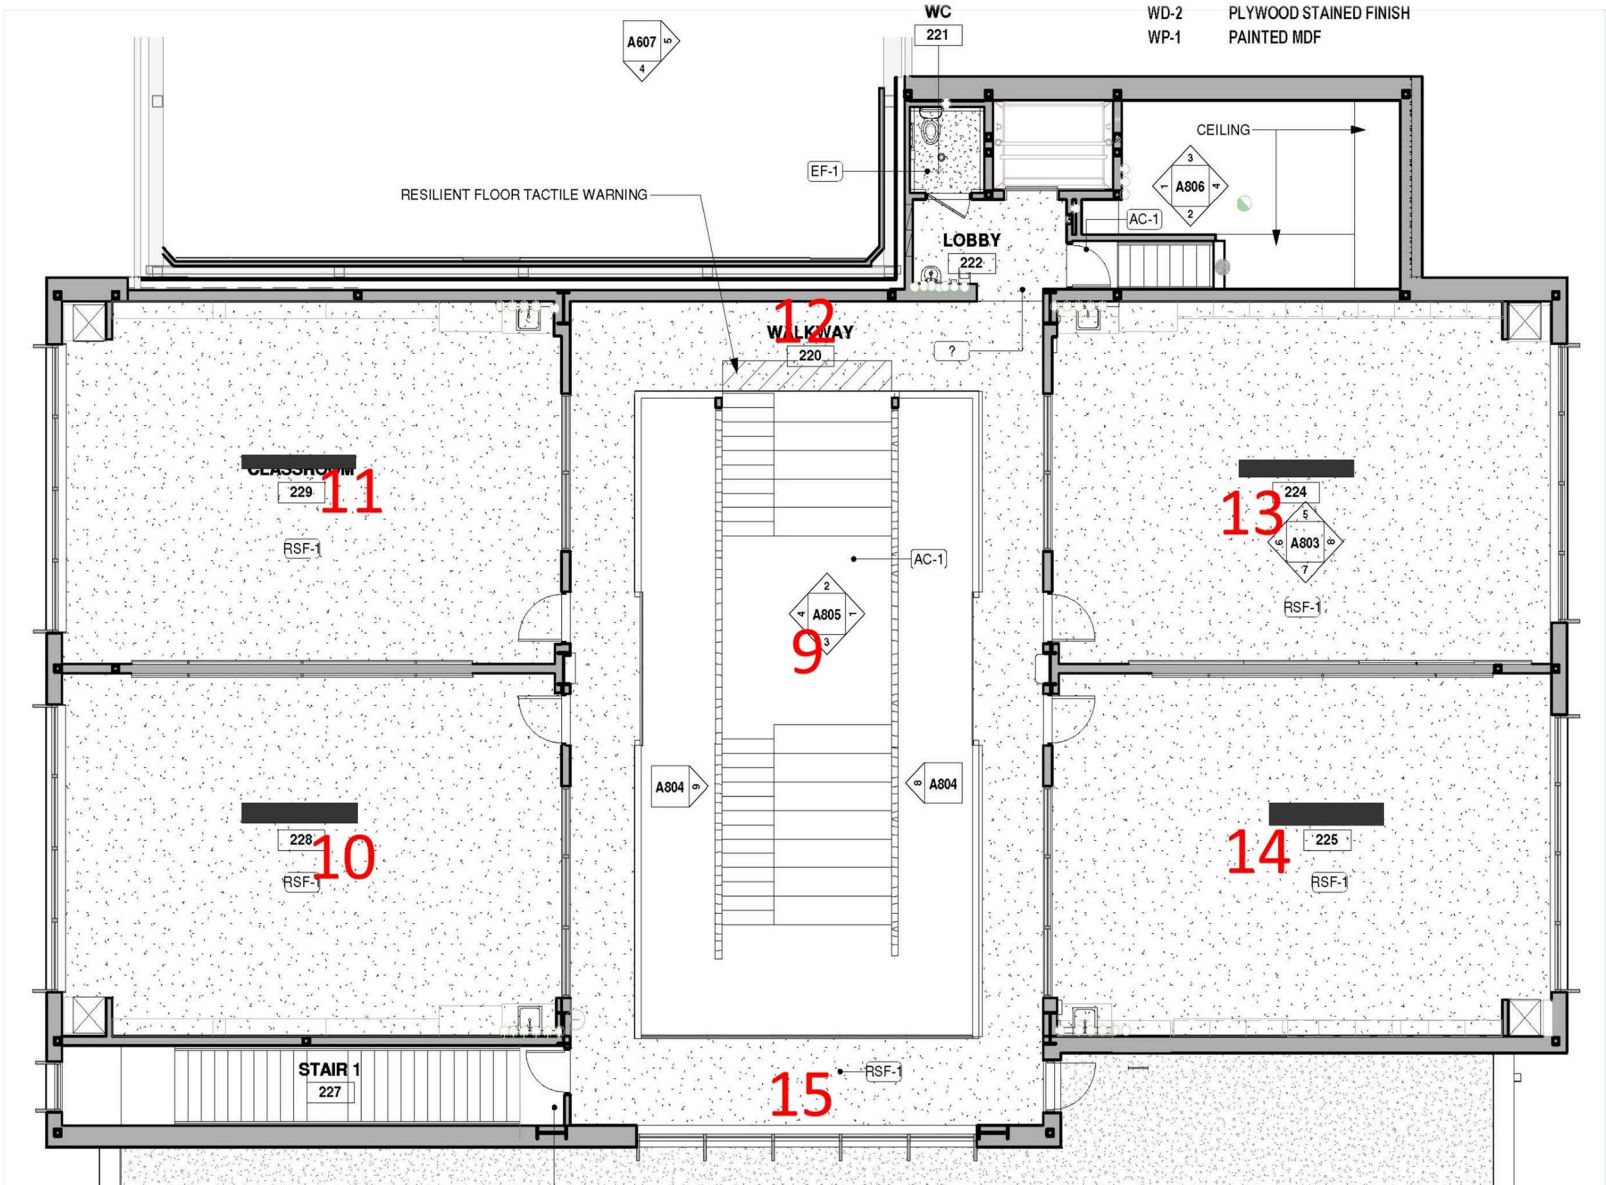 WC
221
WD-2 PLYWOOD STAINED FINISH
WP-1 PAINTED MDF
A607
5
4
CEILING
EF-1
3
1 A806 4
2
RESILIENT FLOOR TACTILE WARNING
AC-1
LOBBY
222
12
WALKWAY
220
?
CLASSROOM
229
11
RSF-1
224
13
5
6 A803 8
7
RSF-1
AC-1
2
4 A805 1
3
9
A804 9
8 A804
228
10
RSF-1
225
14
RSF-1
STAIR 1
227
15
RSF-1